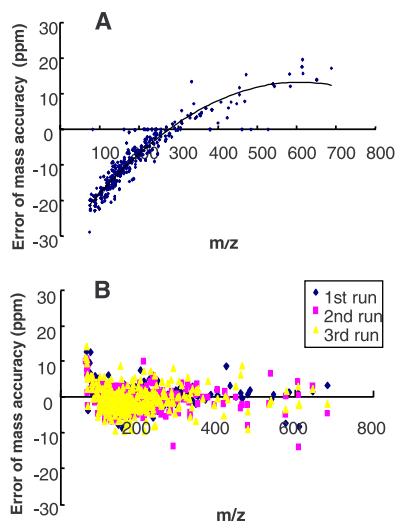 A
Error of mass accuracy (ppm)
30
20
10
0
-10
-20
-30
100 200 300 400 500 600 700 800
m/z
B
Error of mass accuracy (ppm)
30
20
10
0
-10
-20
-30
200 400 600 800
m/z
1st run
2nd run
3rd run